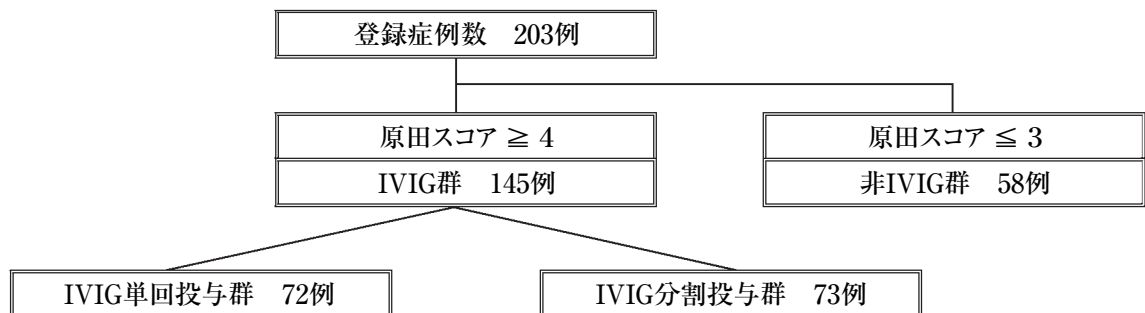 登録症例数　203例
原田スコア ≧ 4
原田スコア ≦ 3
IVIG群　145例
非IVIG群　58例
IVIG単回投与群　72例
IVIG分割投与群　73例